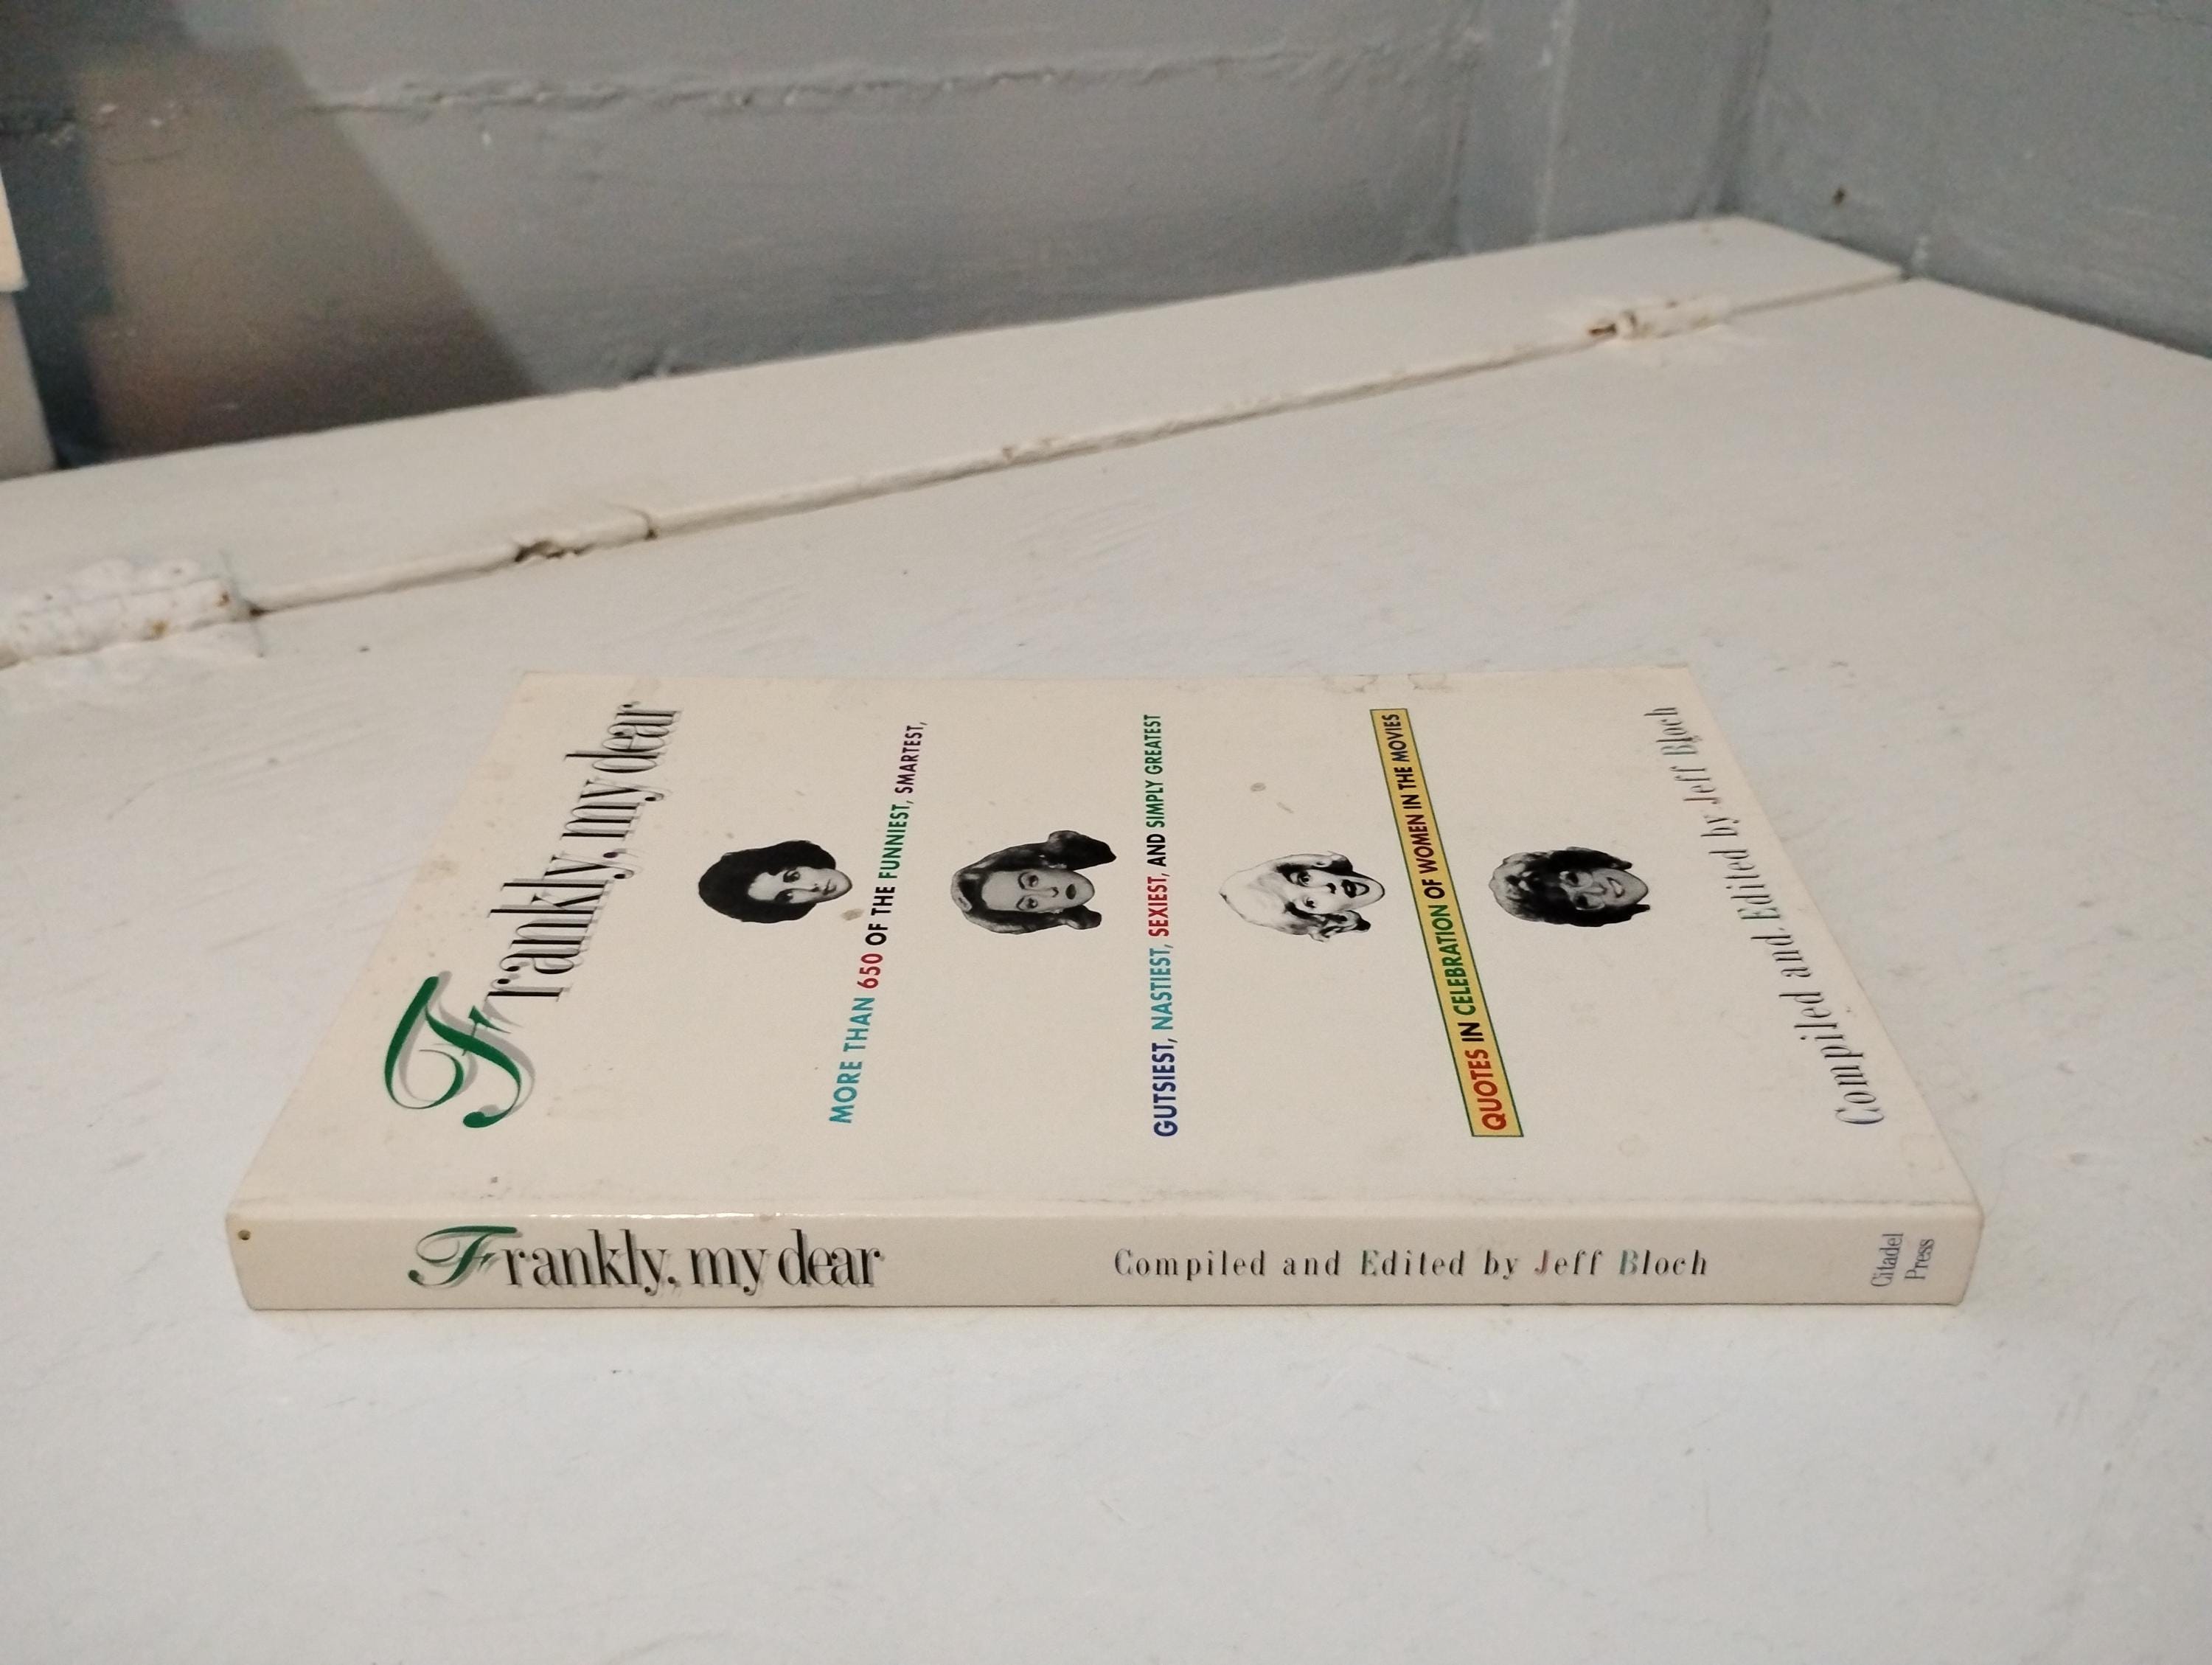 Frankly, my dear
MORE THAN 650 OF THE FUNNIEST, SMARTEST,
GUTSIEST, NASTIEST, SEXIEST, AND SIMPLY GREATEST
QUOTES IN CELEBRATION OF WOMEN IN THE MOVIES
Compiled and Edited by Jeff Bloch
Frankly, my dear
Compiled and Edited by Jeff Bloch
Citadel
Press